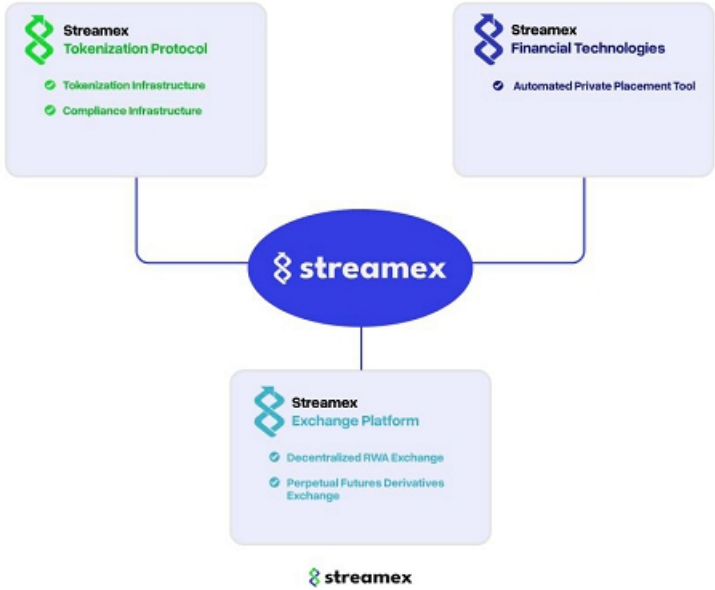 Streamex
Tokenization Protocol
Tokenization Infrastructure
Compliance Infrastructure
Streamex
Financial Technologies
Automated Private Placement Tool
streamex
Streamex
Exchange Platform
Decentralized RWA Exchange
Perpetual Futures Derivatives
Exchange
streamex